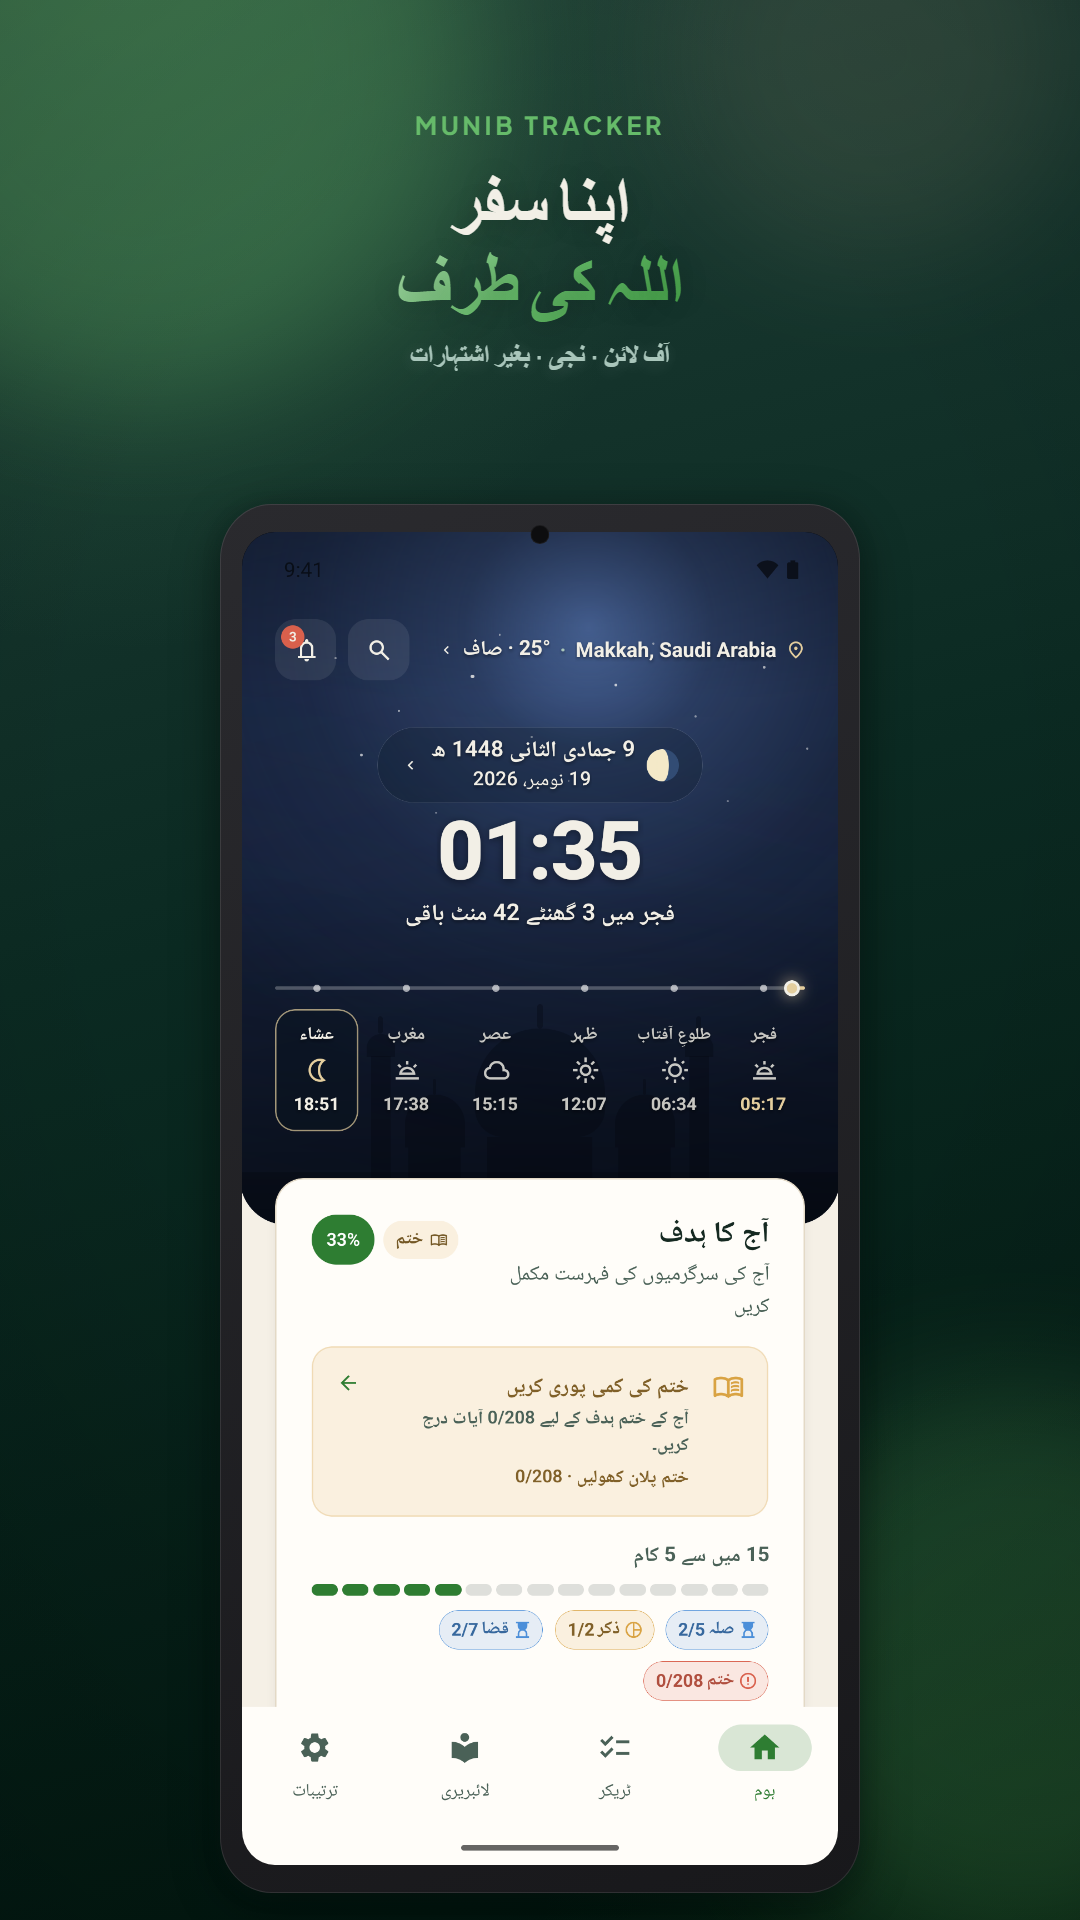 MUNIB TRACKER
اپنا سفر
اللہ کی طرف
آف لائن · نجی · بغیر اشتہارات
9:41
3
Makkah, Saudi Arabia · 25° · صاف
9 جمادی الثانی 1448 ھ
19 نومبر، 2026
01:35
فجر میں 3 گھنٹے 42 منٹ باقی
فجر طلوعِ آفتاب ظہر عصر مغرب عشاء
05:17 06:34 12:07 15:15 17:38 18:51
آج کا ہدف
ختم 33%
آج کی سرگرمیوں کی فہرست مکمل
کریں
ختم کی کمی پوری کریں
آج کے ختم ہدف کے لیے 0/208 آیات درج
کریں۔
ختم پلان کھولیں · 0/208
15 میں سے 5 کام
صلہ 2/5 ذکر 1/2 قضا 2/7
ختم 0/208
ہوم ٹریکر لائبریری ترتیبات